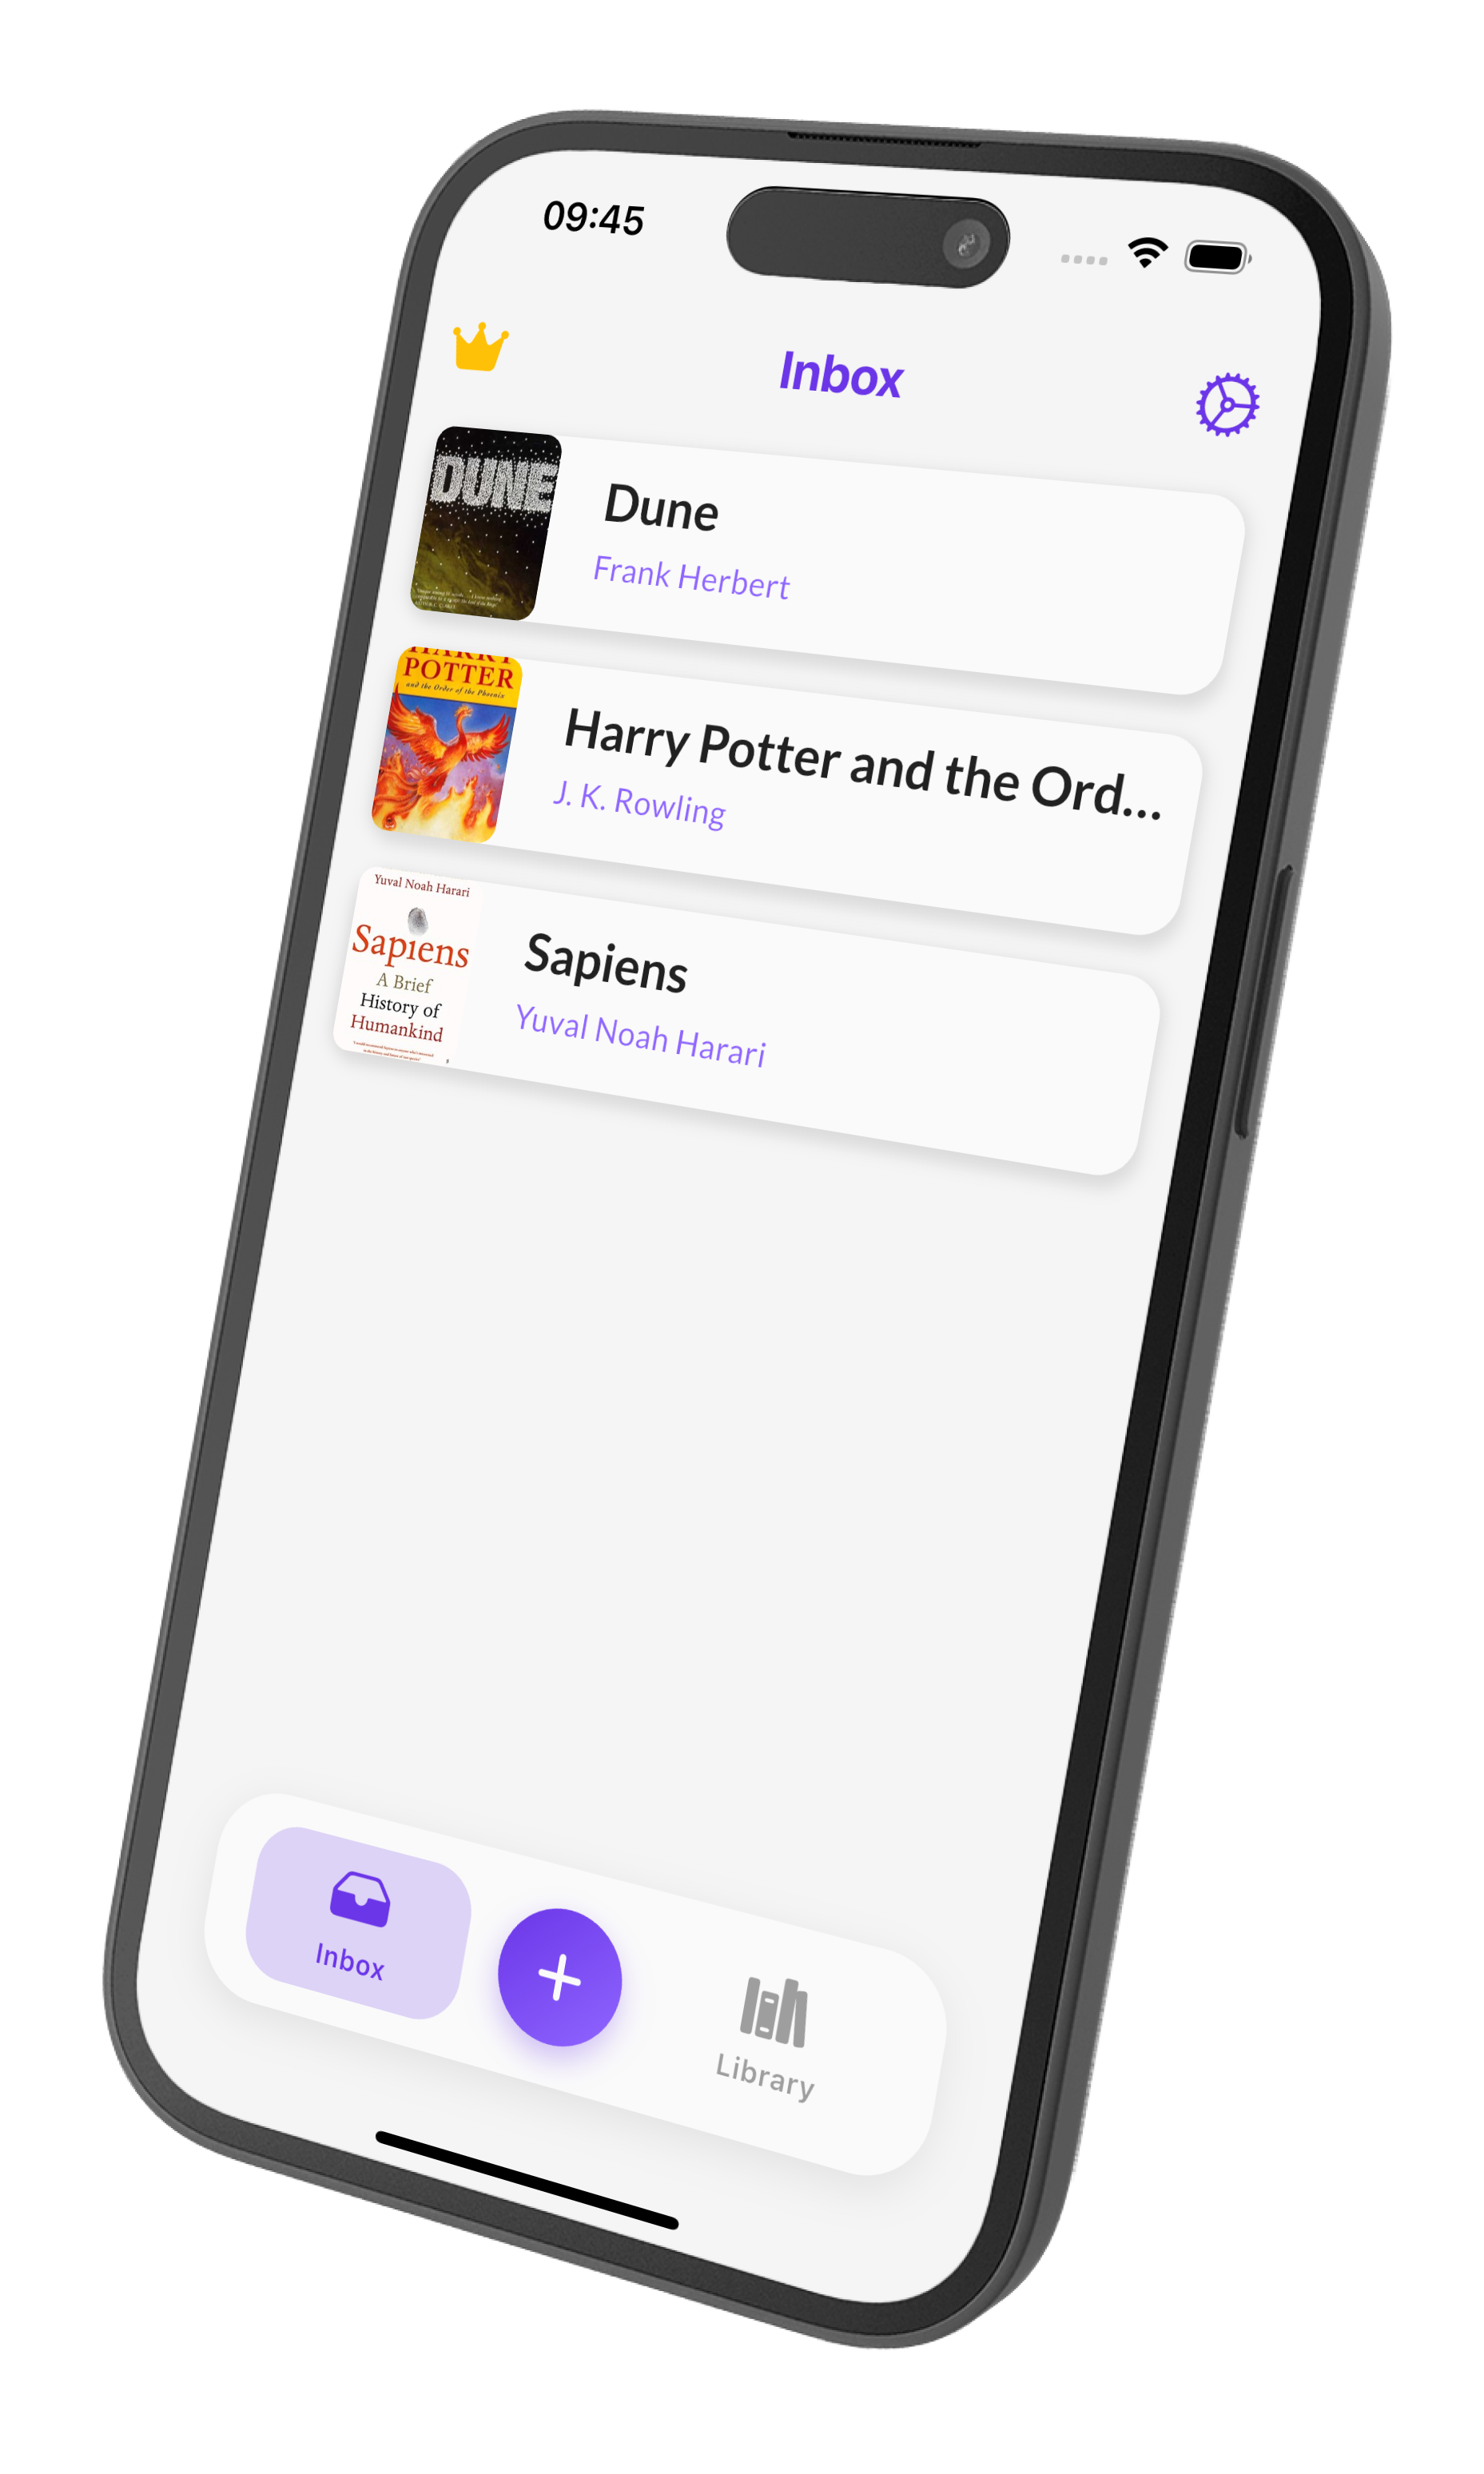 09:45
Inbox
DUNE
Dune
Frank Herbert
HARRY
POTTER
and the Order of the Phoenix
Harry Potter and the Ord...
J. K. Rowling
Yuval Noah Harari
Sapiens
A Brief
History of
Humankind
Sapiens
Yuval Noah Harari
Inbox
Library